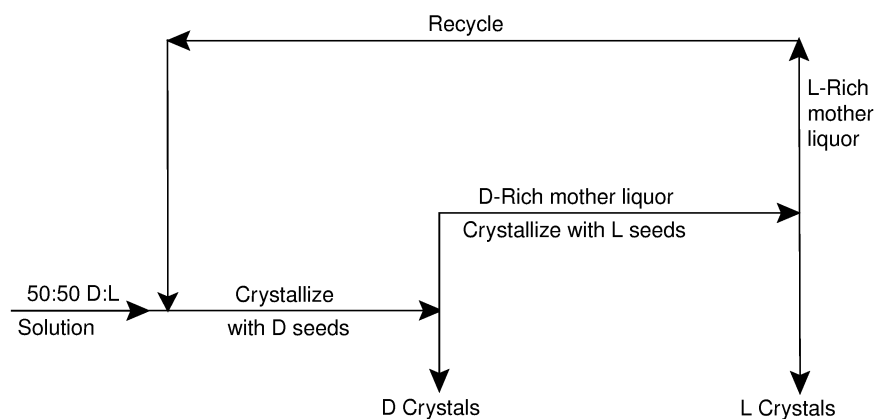 Recycle
L-Rich
mother
liquor
D-Rich mother liquor
Crystallize with L seeds
50:50 D:L
Solution
Crystallize
with D seeds
D Crystals
L Crystals